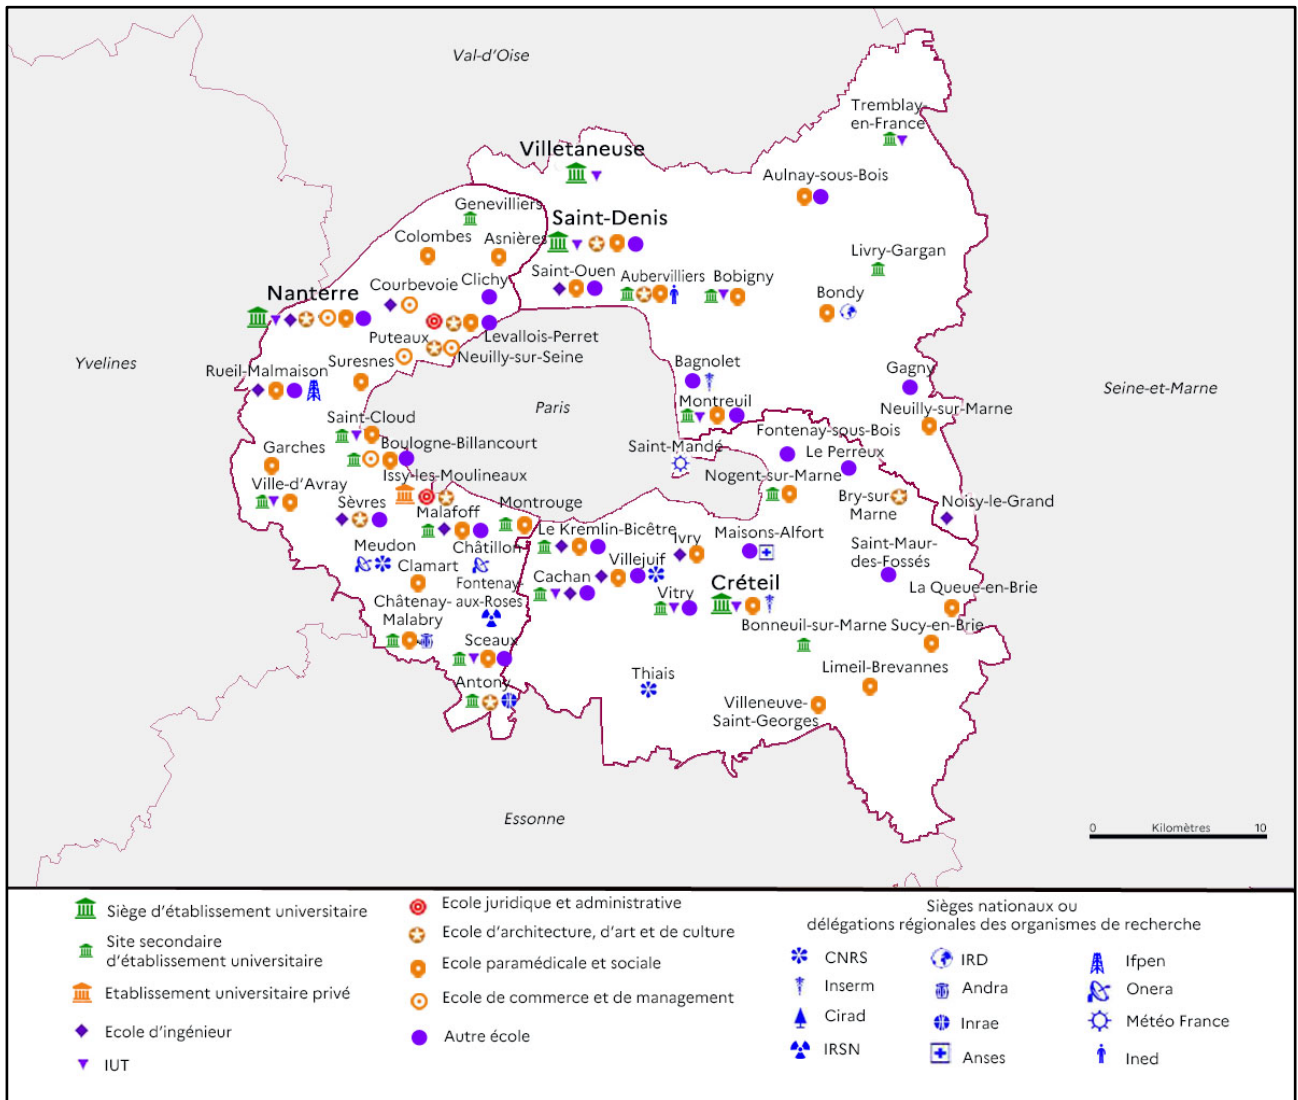 Val-d'Oise
Tremblay-
en-France
Villetaneuse
Aulnay-sous-Bois
Genevilliers
Saint-Denis
Colombes
Asnières
Livry-Gargan
Saint-Ouen
Aubervilliers
Bobigny
Courbevoie
Clichy
Nanterre
Bondy
Puteaux
Levallois-Perret
Neuilly-sur-Seine
Yvelines
Suresnes
Rueil-Malmaison
Bagnolet
Gagny
Seine-et-Marne
Paris
Montreuil
Neuilly-sur-Marne
Saint-Cloud
Fontenay-sous-Bois
Garches
Boulogne-Billancourt
Saint-Mandé
Le Perreux
Issy-les-Moulineaux
Nogent-sur-Marne
Ville-d'Avray
Sèvres
Montrouge
Bry-sur
Marne
Noisy-le-Grand
Malafoff
Le Kremlin-Bicêtre
Ivry
Maisons-Alfort
Meudon
Châtillon
Villejuif
Saint-Maur-
des-Fossés
Clamart
Fontenay-
aux-Roses
Cachan
Créteil
La Queue-en-Brie
Châtenay-
Malabry
Vitry
Bonneuil-sur-Marne
Sucy-en-Brie
Sceaux
Limeil-Brevannes
Thiais
Antony
Villeneuve-
Saint-Georges
Essonne
0 Kilomètres 10
Siège d'établissement universitaire
Site secondaire
d'établissement universitaire
Etablissement universitaire privé
Ecole d'ingénieur
IUT
Ecole juridique et administrative
Ecole d'architecture, d'art et de culture
Ecole paramédicale et sociale
Ecole de commerce et de management
Autre école
Sièges nationaux ou
délégations régionales des organismes de recherche
CNRS
Inserm
Cirad
IRSN
IRD
Andra
Inrae
Anses
Ifpen
Onera
Météo France
Ined